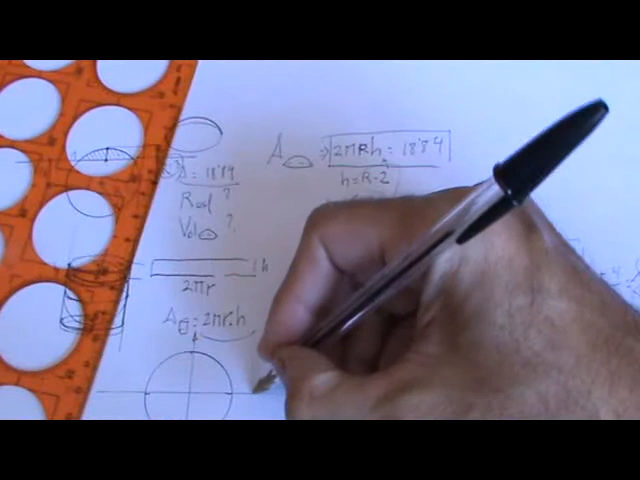 A = 18'84
Rad ?
Vol ?
2πr
h
A = 2πr.h
A => 2πRh = 18'84
h = R-2